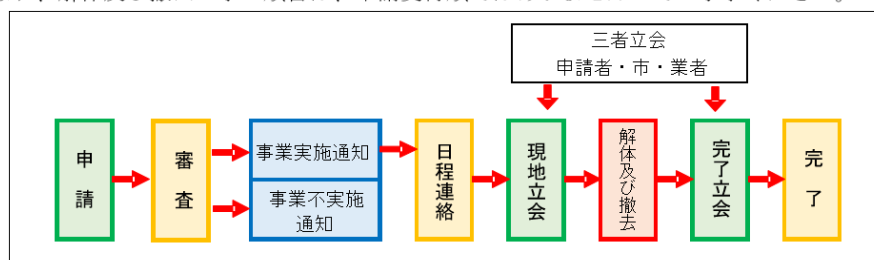 三者立会
申請者・市・業者
申請
審査
事業実施通知
事業不実施
通知
日程連絡
現地立会
解体及び撤去
完了立会
完了